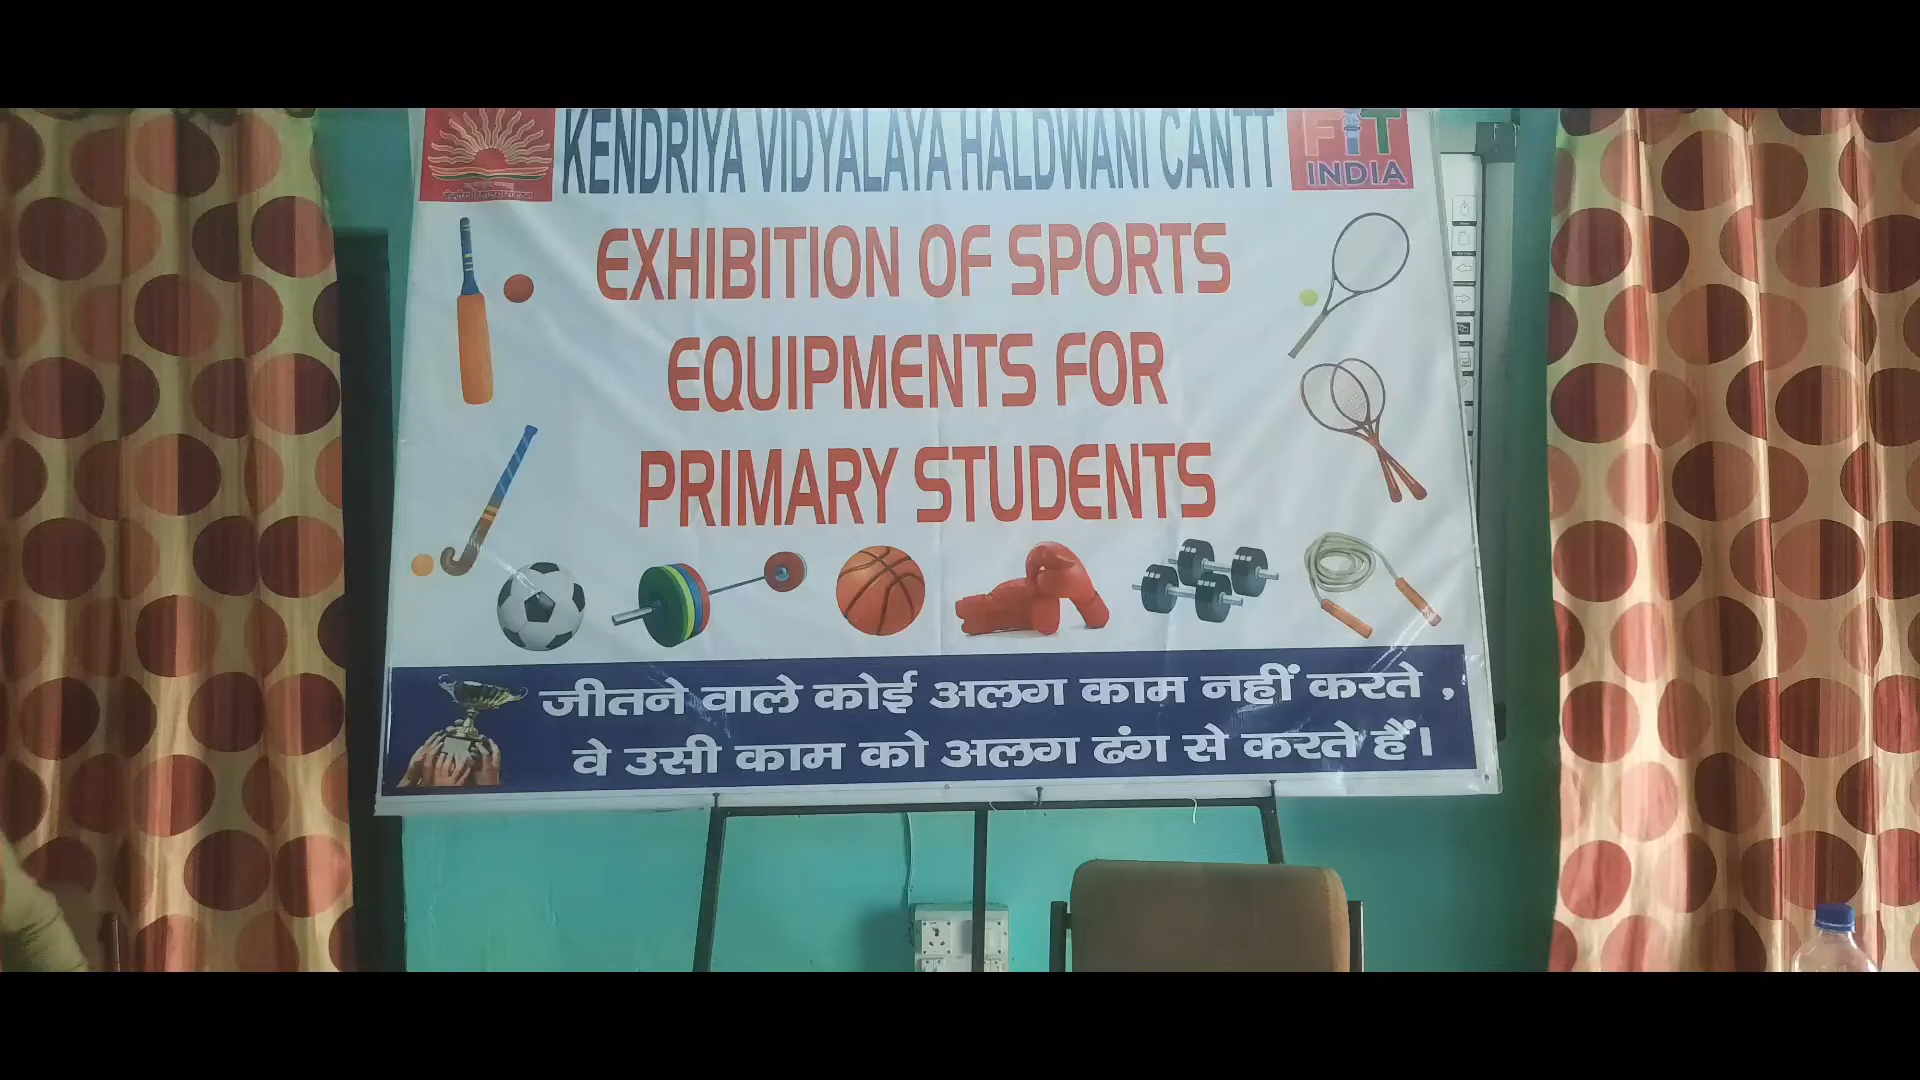 KENDRIYA VIDYALAYA HALDWANI CANTT
FiT
INDIA
EXHIBITION OF SPORTS
EQUIPMENTS FOR
PRIMARY STUDENTS
जीतने वाले कोई अलग काम नहीं करते ,
वे उसी काम को अलग ढंग से करते हैं।